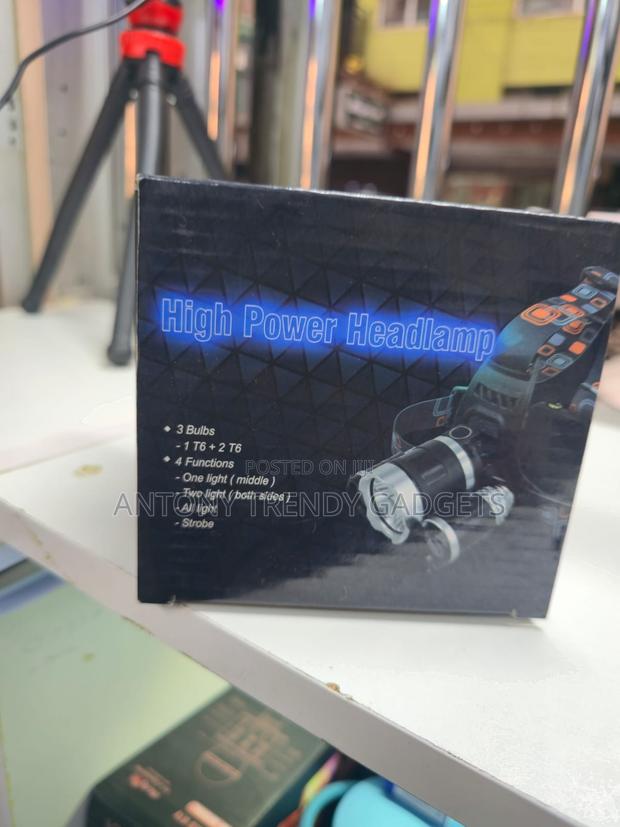 High Power Headlamp
◆ 3 Bulbs
- 1 T6 + 2 T6
◆ 4 Functions
- One light ( middle )
- Two light ( both sides )
- All light
- Strobe
POSTED ON
ANTONY TRENDY GADGETS